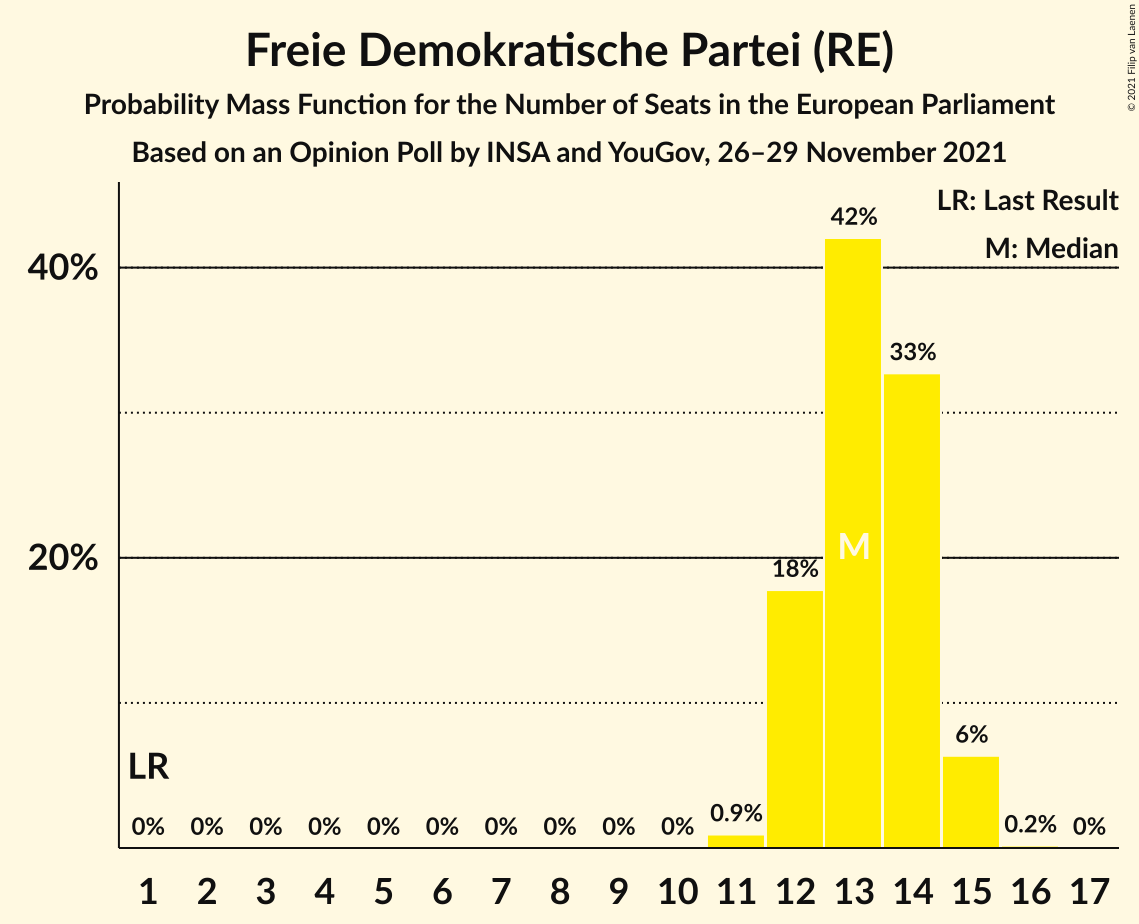 Freie Demokratische Partei (RE)
Probability Mass Function for the Number of Seats in the European Parliament
Based on an Opinion Poll by INSA and YouGov, 26–29 November 2021
© 2021 Filip van Laenen
LR: Last Result
M: Median
40%
20%
42%
33%
M
18%
6%
LR
0% 0% 0% 0% 0% 0% 0% 0% 0% 0% 0.9% 0.2% 0%
1 2 3 4 5 6 7 8 9 10 11 12 13 14 15 16 17